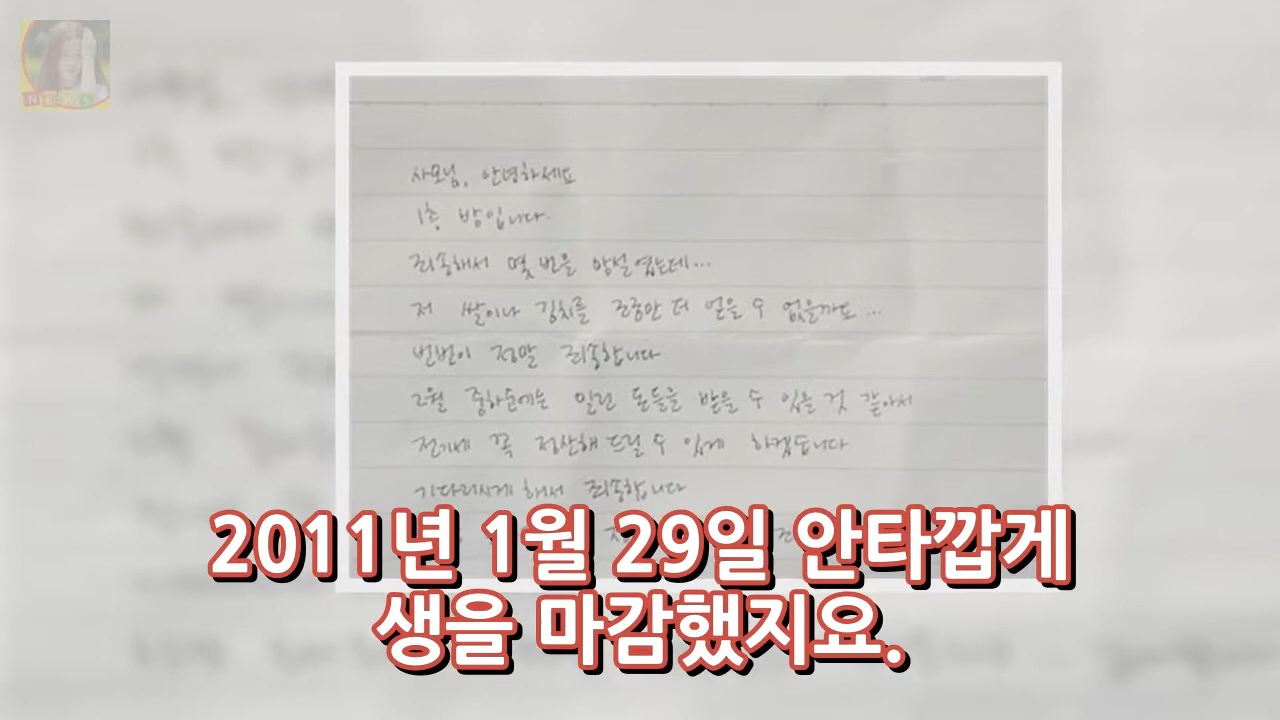 NEWS
사모님, 안녕하세요
1층 방입니다.
죄송해서 몇 번을 망설였는데...
저 쌀이나 김치를 조금만 더 얻을 수 없을까요...
번번이 정말 죄송합니다
2월 중하순에는 밀린 돈들을 받을 수 있을 것 같아서
전기세 꼭 정산해 드릴 수 있게 하겠습니다
기다리시게 해서 죄송합니다
2011년 1월 29일 안타깝게
생을 마감했지요.